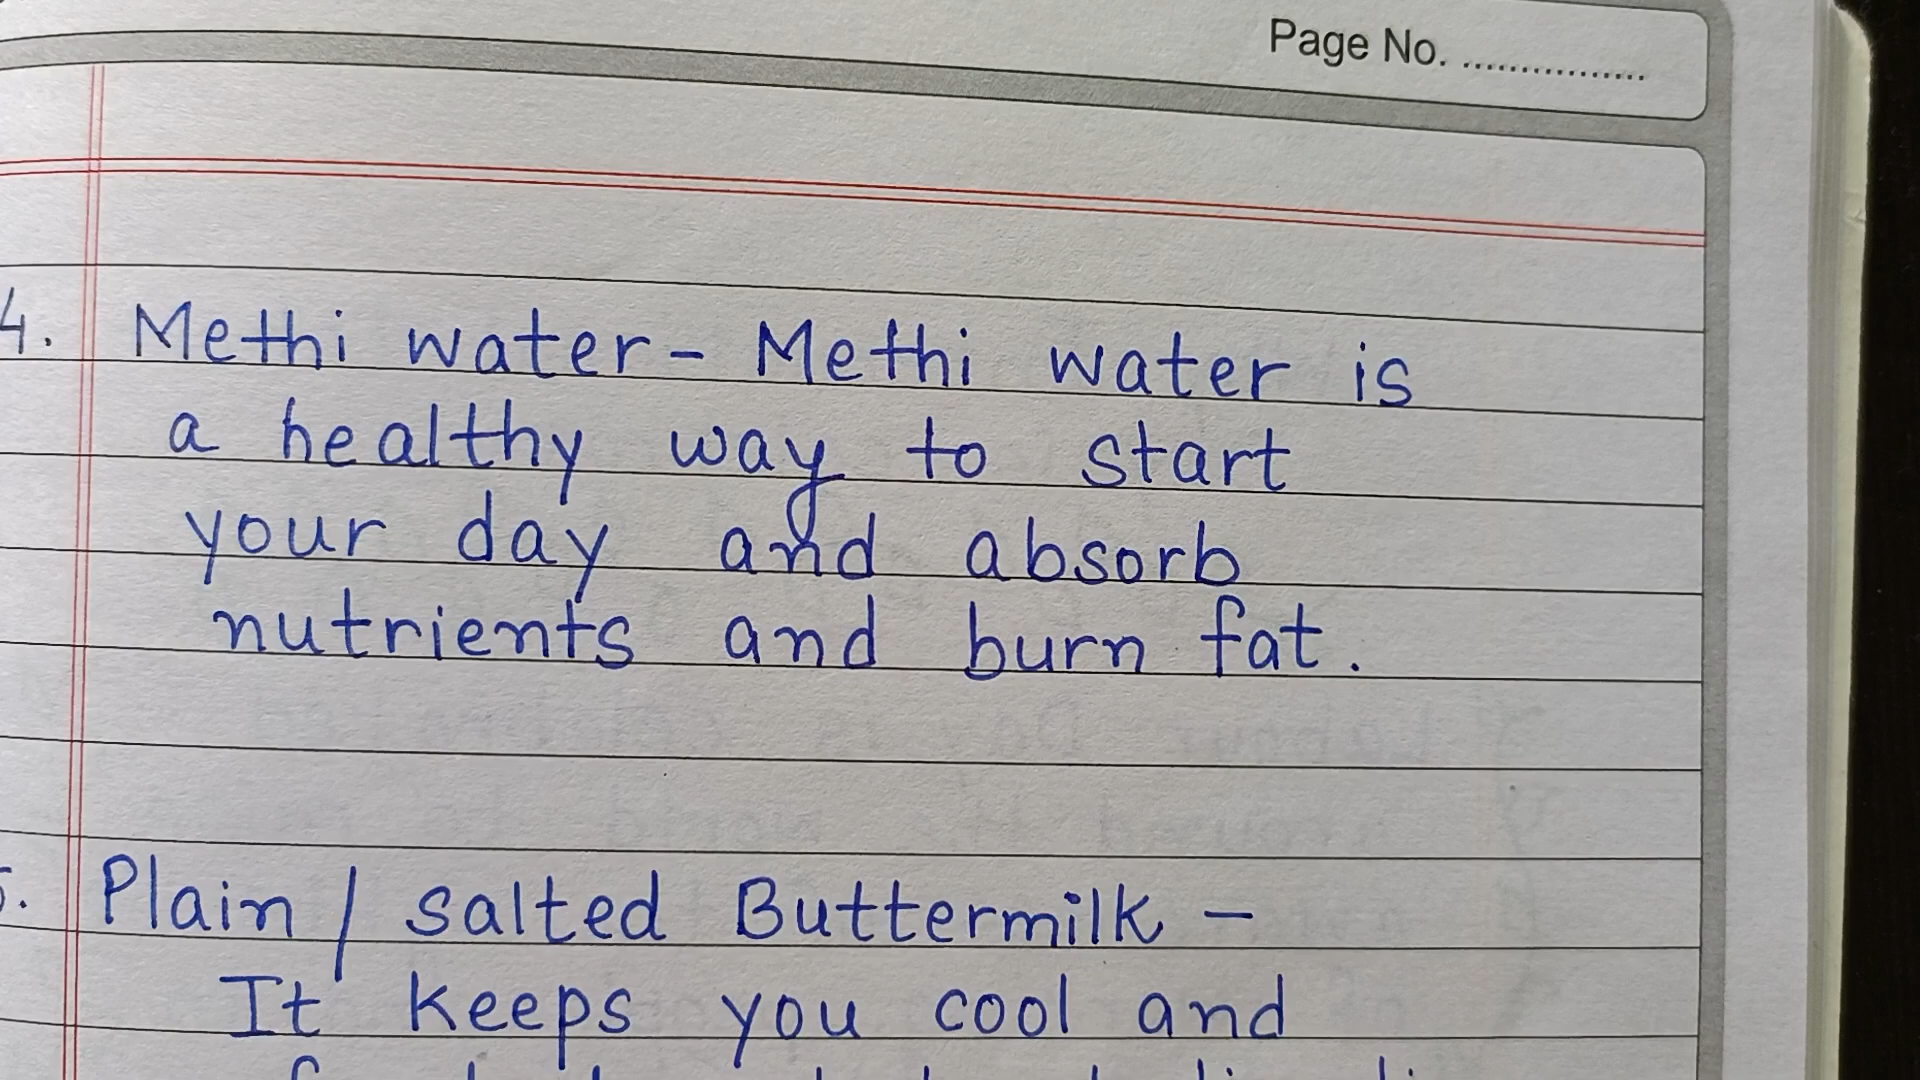 Page No. ................
4. Methi water - Methi water is
a healthy way to start
your day and absorb
nutrients and burn fat.
5. Plain / salted Buttermilk -
It keeps you cool and